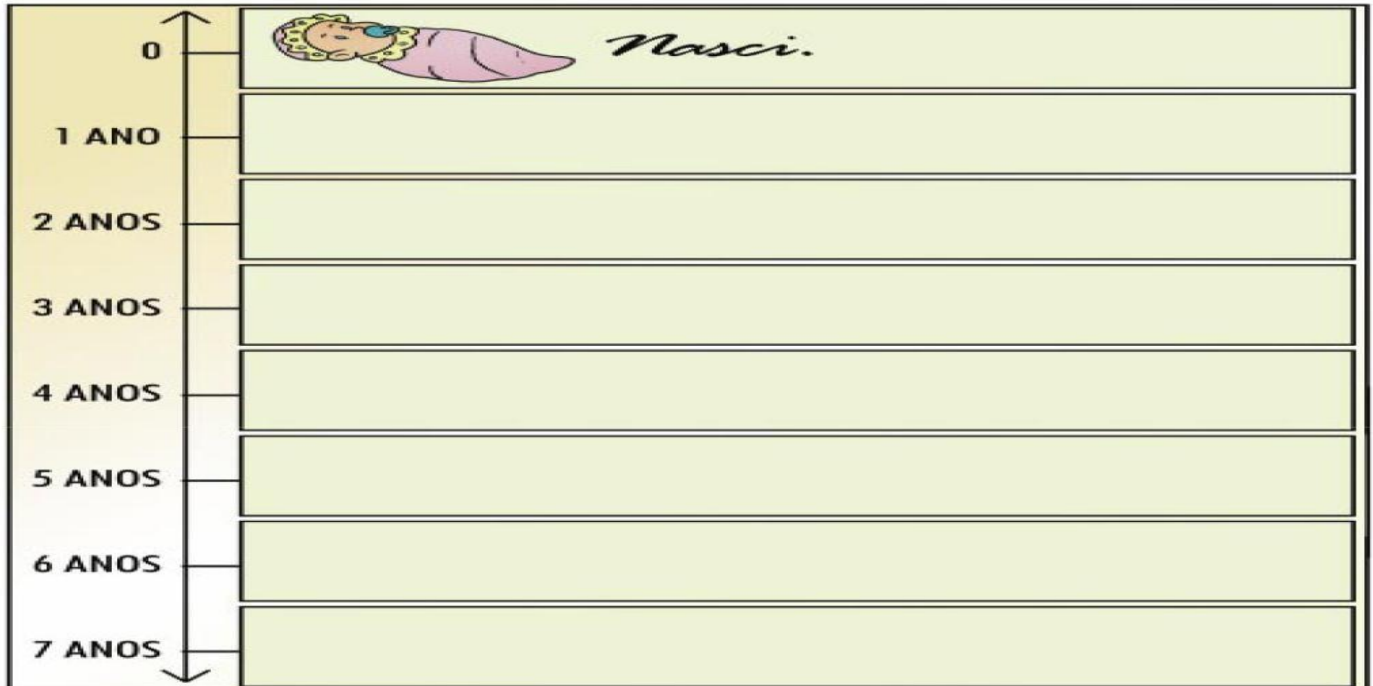 0 Nasci.
1 ANO
2 ANOS
3 ANOS
4 ANOS
5 ANOS
6 ANOS
7 ANOS